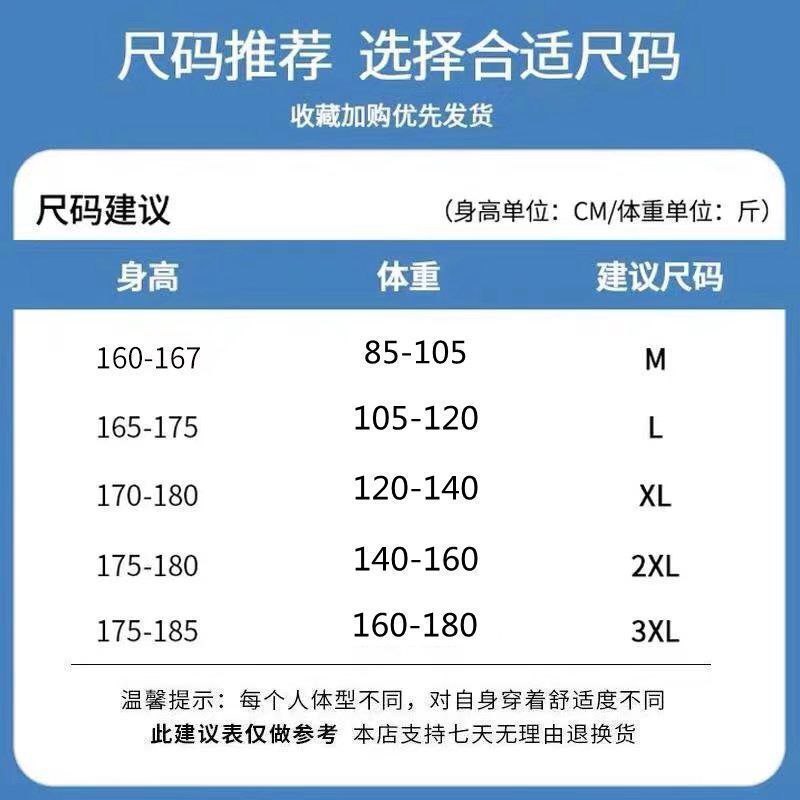 尺码推荐 选择合适尺码
收藏加购优先发货
尺码建议 （身高单位：CM/体重单位：斤）
身高 体重 建议尺码
160-167 85-105 M
165-175 105-120 L
170-180 120-140 XL
175-180 140-160 2XL
175-185 160-180 3XL
温馨提示：每个人体型不同，对自身穿着舒适度不同
此建议表仅做参考 本店支持七天无理由退换货